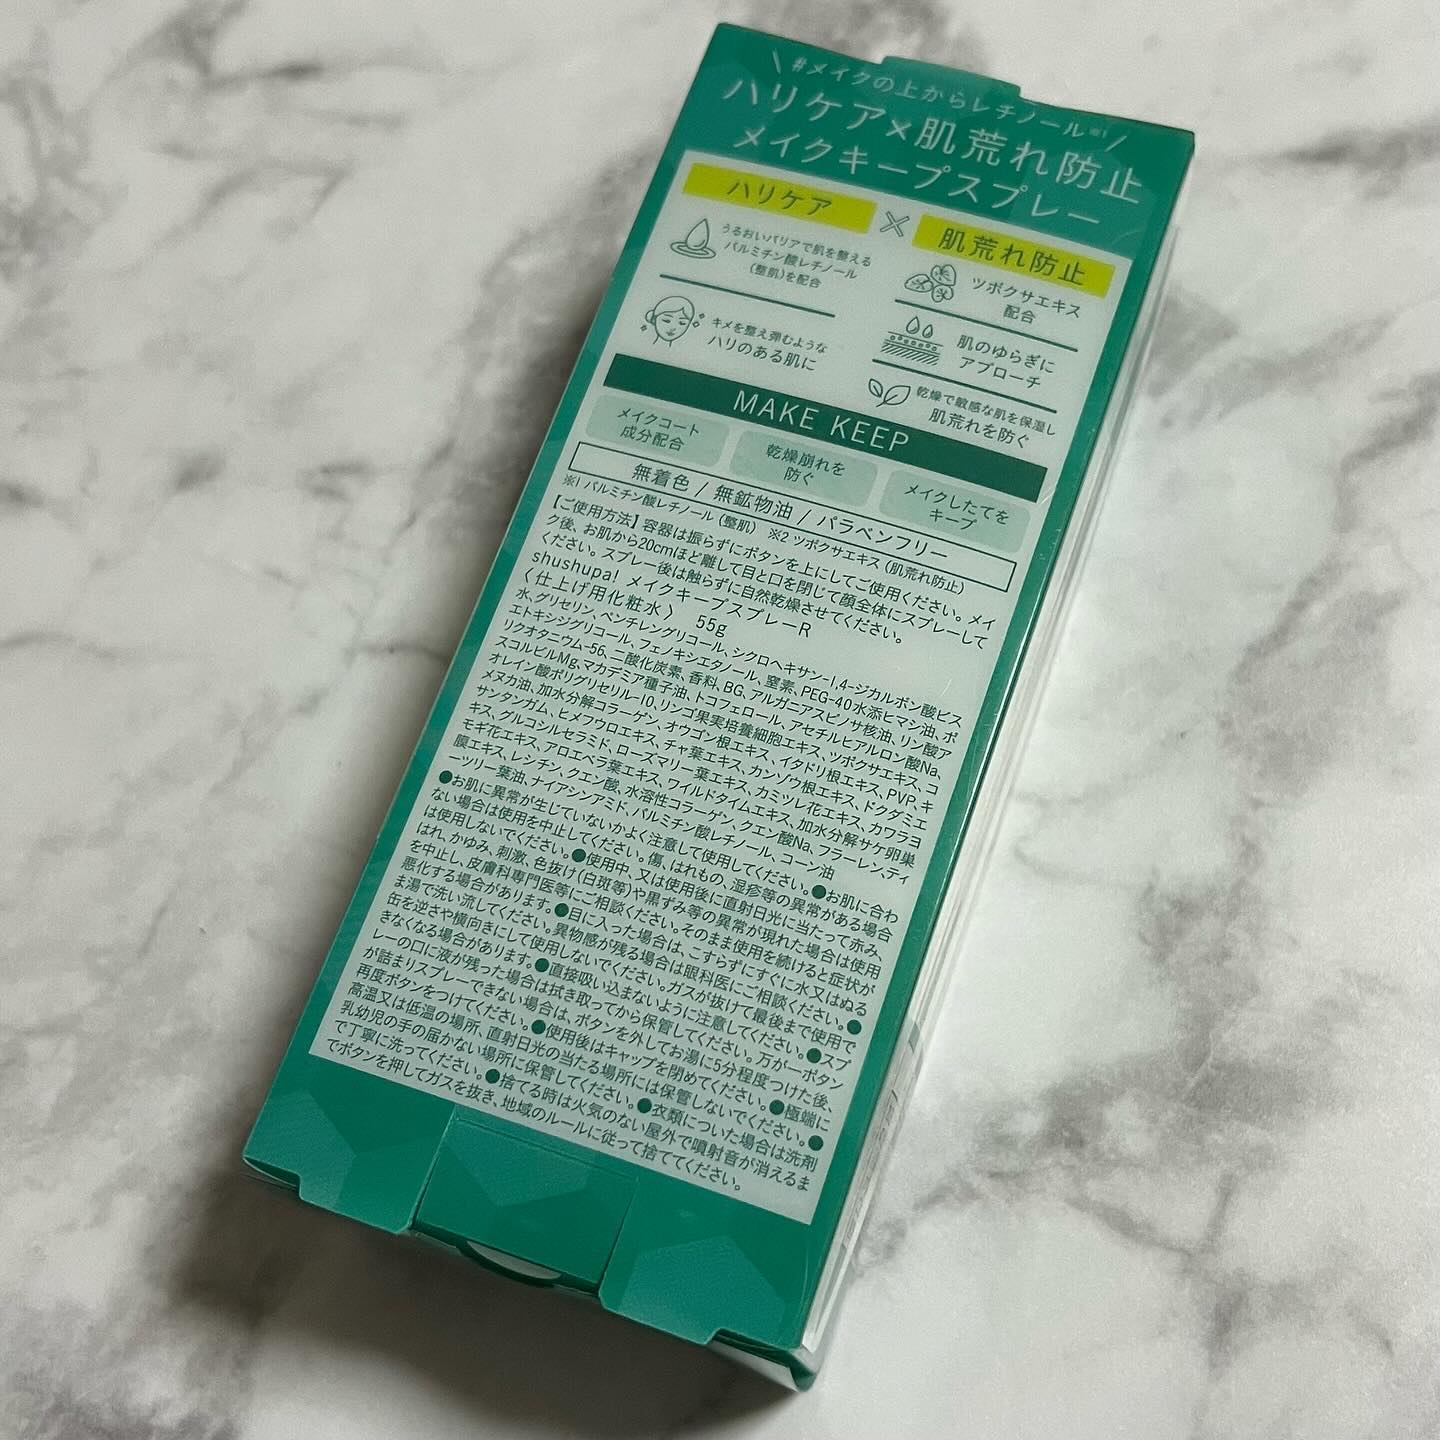 \ #メイクの上からレチノール※1 /
ハリケア×肌荒れ防止
メイクキープスプレー
ハリケア
×
肌荒れ防止
うるおいバリアで肌を整える
パルミチン酸レチノール
(整肌)を配合
キメを整え弾むような
ハリのある肌に
ツボクサエキス
配合
肌のゆらぎに
アプローチ
乾燥で敏感な肌を保湿し
肌荒れを防ぐ
MAKE KEEP
メイクコート
成分配合
乾燥崩れを
防ぐ
メイクしたてを
キープ
無着色 / 無鉱物油 / パラベンフリー
※1 パルミチン酸レチノール (整肌) ※2 ツボクサエキス (肌荒れ防止)
【ご使用方法】容器は振らずにボタンを上にしてご使用ください。メイ
ク後、お肌から20cmほど離して目と口を閉じて顔全体にスプレーして
ください。スプレー後は触らずに自然乾燥させてください。
shushupa! メイクキープスプレーR
〈仕上げ用化粧水〉 55g
水、グリセリン、ペンチレングリコール、シクロヘキサン-1,4-ジカルボン酸ビス
エトキシジグリコール、フェノキシエタノール、窒素、PEG-40水添ヒマシ油、ポ
リクオタニウム-56、二酸化炭素、香料、BG、アルガニアスピノサ核油、リン酸ア
スコルビルMg、マカデミア種子油、トコフェロール、アセチルヒアルロン酸Na、
オレイン酸ポリグリセリル-10、リンゴ果実培養細胞エキス、ツボクサエキス、コ
メヌカ油、加水分解コラーゲン、オウゴン根エキス、イタドリ根エキス、PVP、キ
サンタンガム、ヒメフウロエキス、チャ葉エキス、カンゾウ根エキス、ドクダミエ
キス、グルコシルセラミド、ローズマリー葉エキス、カミツレ花エキス、カワラヨ
モギ花エキス、アロエベラ葉エキス、ワイルドタイムエキス、加水分解サケ卵巣
膜エキス、レシチン、クエン酸、水溶性コラーゲン、クエン酸Na、フラーレン、ティ
ーツリー葉油、ナイアシンアミド、パルミチン酸レチノール、コーン油
●お肌に異常が生じていないかよく注意して使用してください。●お肌に合わ
ない場合は使用を中止してください。傷、はれもの、湿疹等の異常がある場合
は使用しないでください。●使用中、又は使用後に直射日光に当たって赤み、
はれ、かゆみ、刺激、色抜け(白斑等)や黒ずみ等の異常が現れた場合は使用
を中止し、皮膚科専門医等にご相談ください。そのまま使用を続けると症状が
悪化する場合があります。●目に入った場合は、こすらずにすぐに水又はぬる
ま湯で洗い流してください。異物感が残る場合は眼科医にご相談ください。●
缶を逆さや横向きにして使用しないでください。ガスが抜けて最後まで使用で
きなくなる場合があります。●直接吸い込まないように注意してください。●スプ
レーの口に液が残った場合は拭き取ってから保管してください。万が一ボタン
が詰まりスプレーできない場合は、ボタンを外してお湯に5分程度つけた後、
再度ボタンをつけてください。●使用後はキャップを閉めてください。●極端に
高温又は低温の場所、直射日光の当たる場所には保管しないでください。●
乳幼児の手の届かない場所に保管してください。●衣類についた場合は洗剤
で丁寧に洗ってください。●捨てる時は火気のない屋外で噴射音が消えるま
でボタンを押してガスを抜き、地域のルールに従って捨ててください。